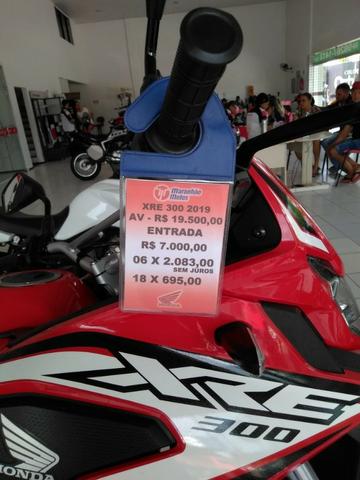 Maranhão
Motos
XRE 300 2019
AV - R$ 19.500,00
ENTRADA
R$ 7.000,00
06 X 2.083,00
SEM JUROS
18 X 695,00
XRE
300
HONDA